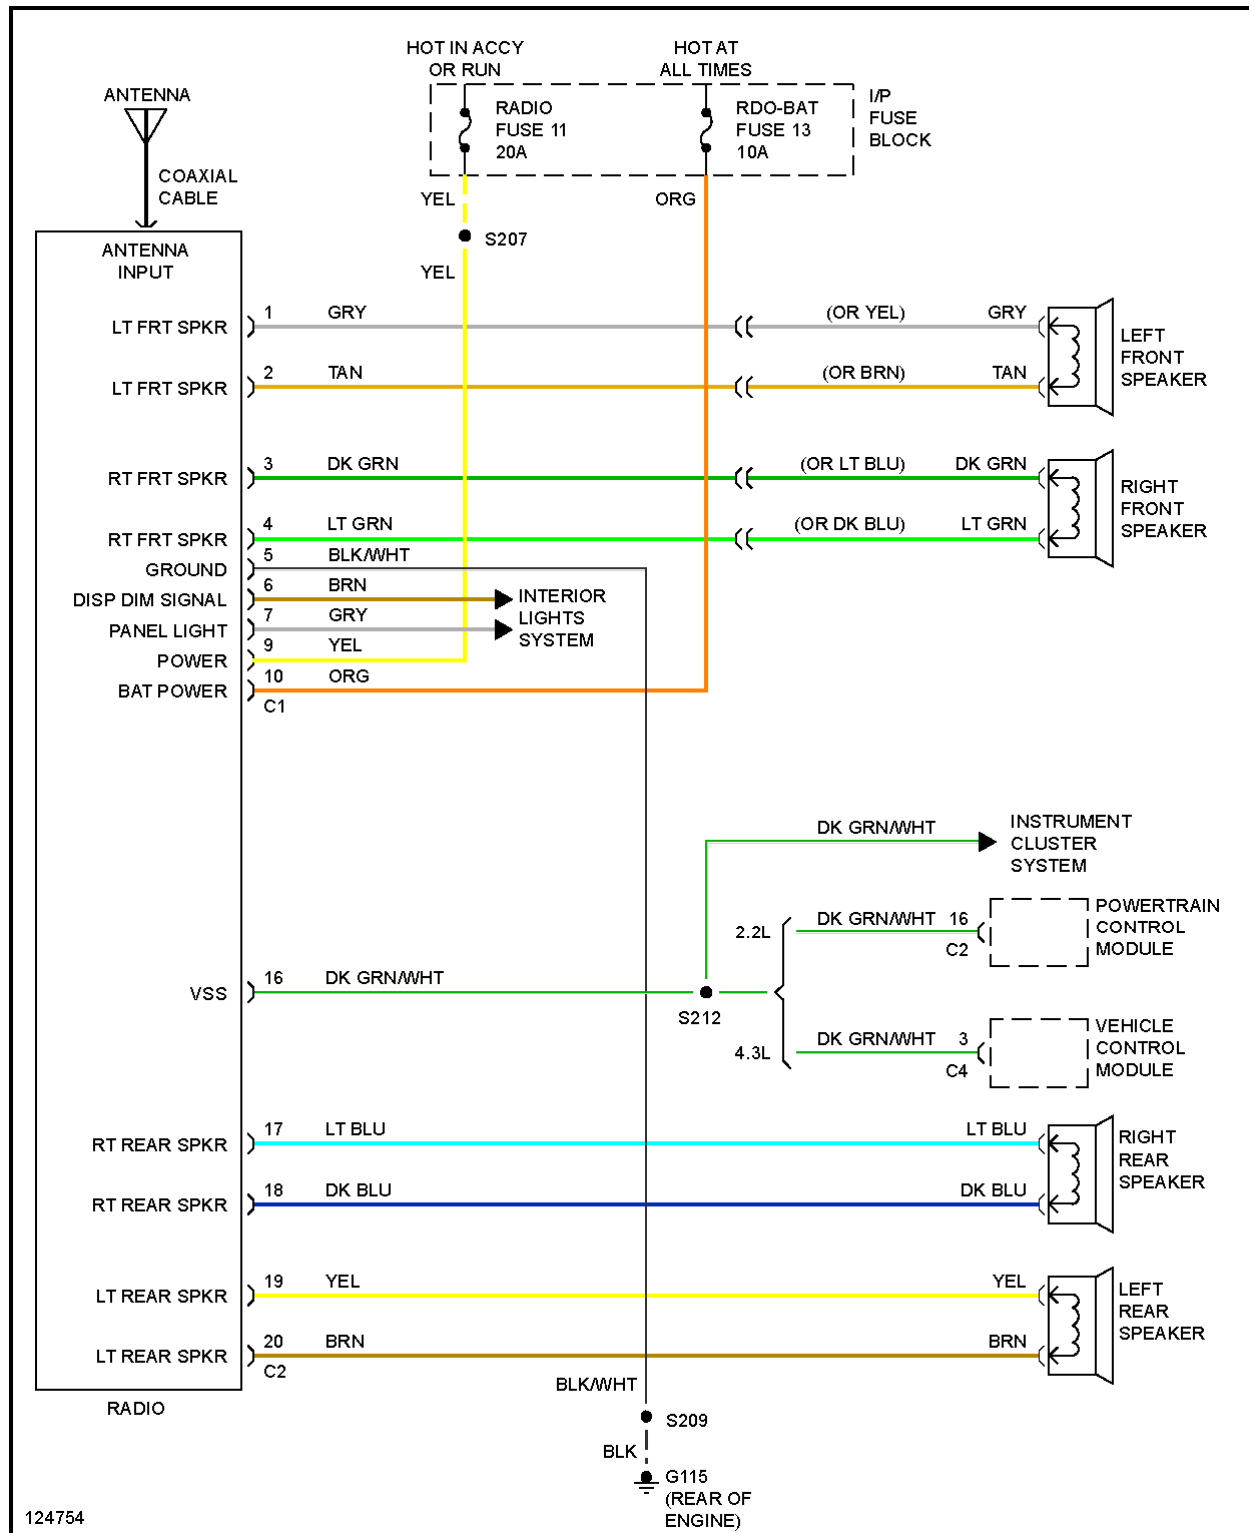 HOT IN ACCY
OR RUN
HOT AT
ALL TIMES
ANTENNA
RADIO
FUSE 11
20A
RDO-BAT
FUSE 13
10A
I/P
FUSE
BLOCK
COAXIAL
CABLE
YEL
ORG
S207
ANTENNA
INPUT
YEL
LT FRT SPKR
1 GRY (OR YEL) GRY
LEFT
FRONT
SPEAKER
LT FRT SPKR
2 TAN (OR BRN) TAN
RT FRT SPKR
3 DK GRN (OR LT BLU) DK GRN
RIGHT
FRONT
SPEAKER
RT FRT SPKR
4 LT GRN (OR DK BLU) LT GRN
GROUND
5 BLK/WHT
DISP DIM SIGNAL
6 BRN
INTERIOR
LIGHTS
SYSTEM
PANEL LIGHT
7 GRY
POWER
9 YEL
BAT POWER
10 ORG
C1
DK GRN/WHT
INSTRUMENT
CLUSTER
SYSTEM
2.2L
DK GRN/WHT 16
C2
POWERTRAIN
CONTROL
MODULE
VSS
16 DK GRN/WHT
S212
4.3L
DK GRN/WHT 3
C4
VEHICLE
CONTROL
MODULE
RT REAR SPKR
17 LT BLU LT BLU
RIGHT
REAR
SPEAKER
RT REAR SPKR
18 DK BLU DK BLU
LT REAR SPKR
19 YEL YEL
LEFT
REAR
SPEAKER
LT REAR SPKR
20 BRN BRN
C2
RADIO
BLK/WHT
S209
BLK
G115
(REAR OF
ENGINE)
124754